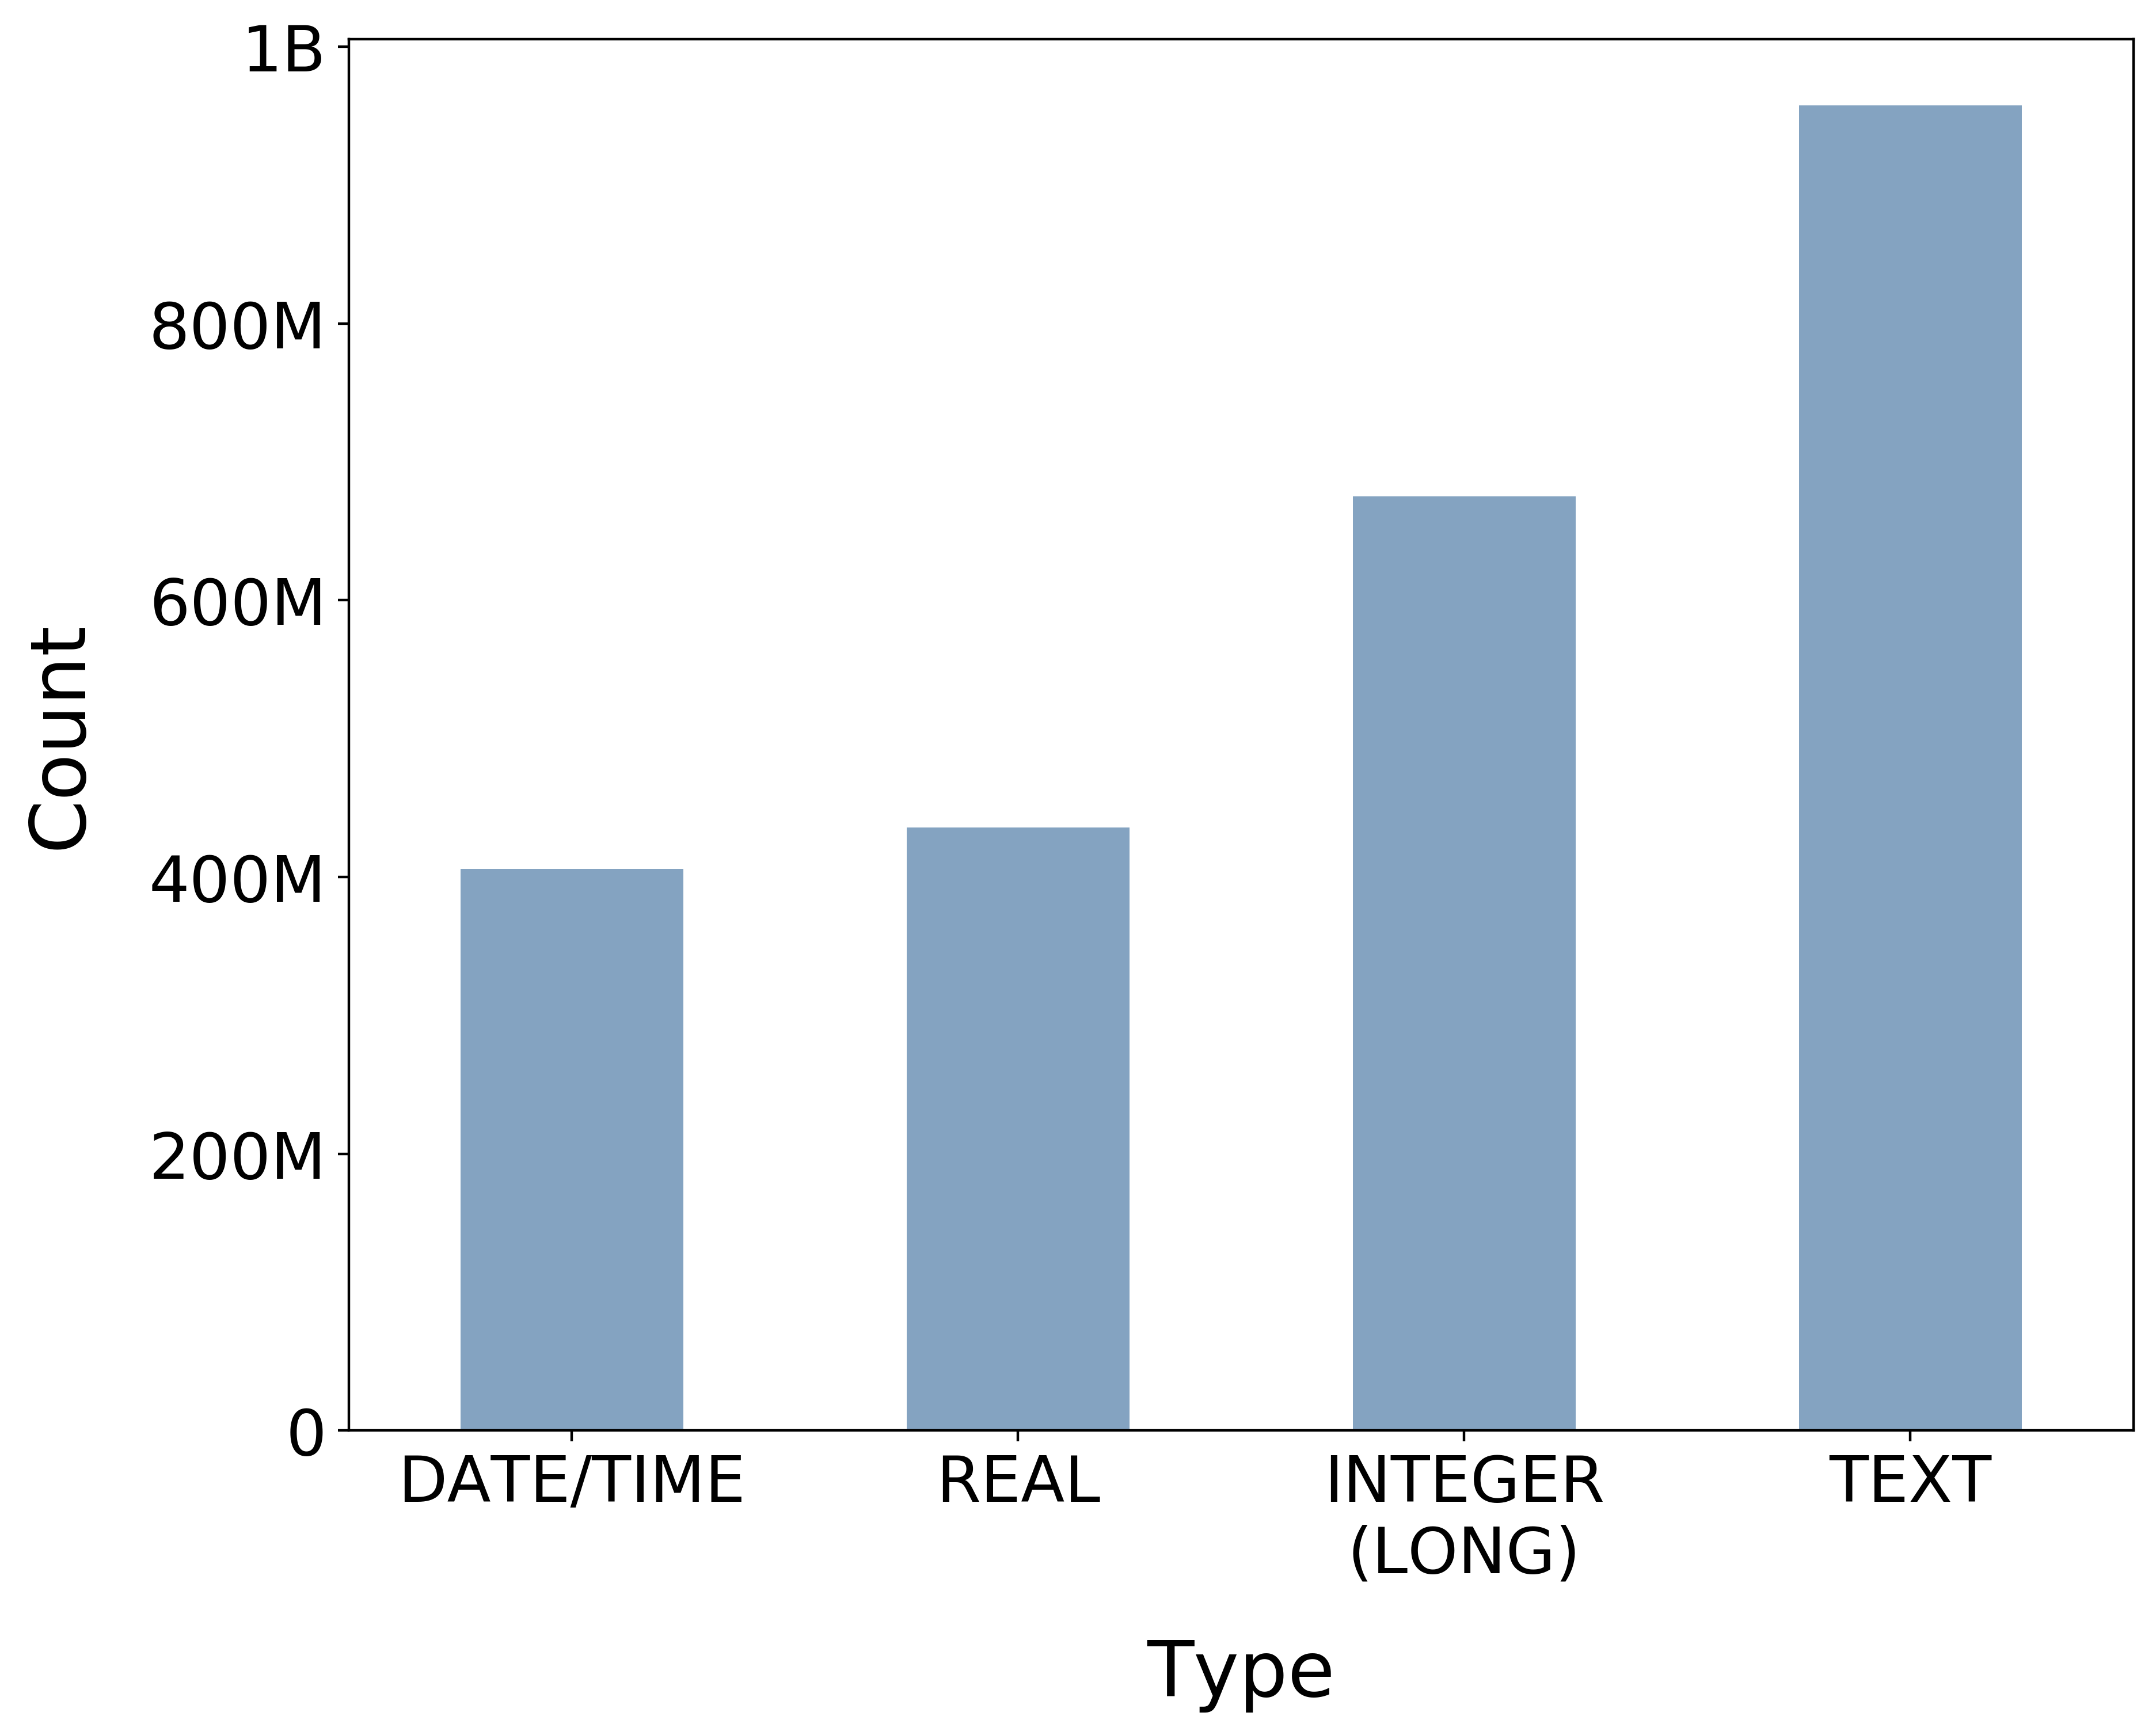 1B
800M
600M
400M
200M
0
Count
DATE/TIME
REAL
INTEGER
(LONG)
TEXT
Type